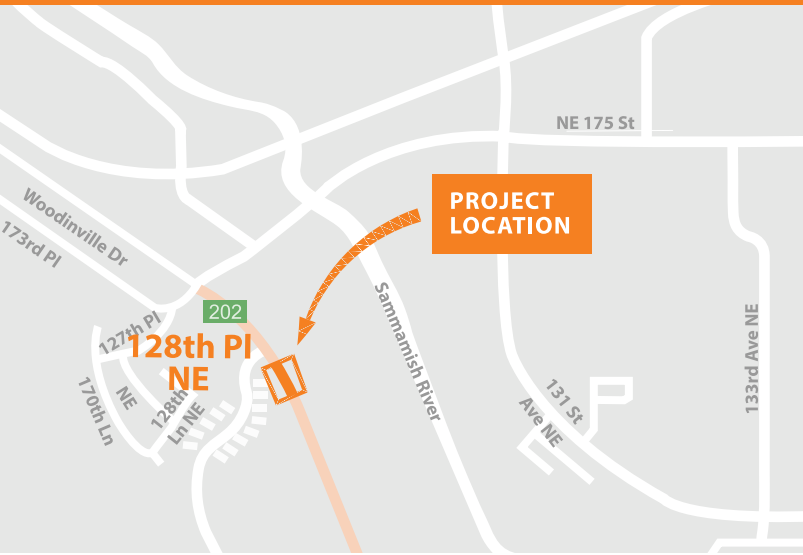 NE 175 St
PROJECT
LOCATION
Woodinville Dr
173rd Pl
202
127th Pl
128th Pl
NE
Sammamish River
133rd Ave NE
170th Ln
NE
128th
Ln NE
131 St
Ave NE